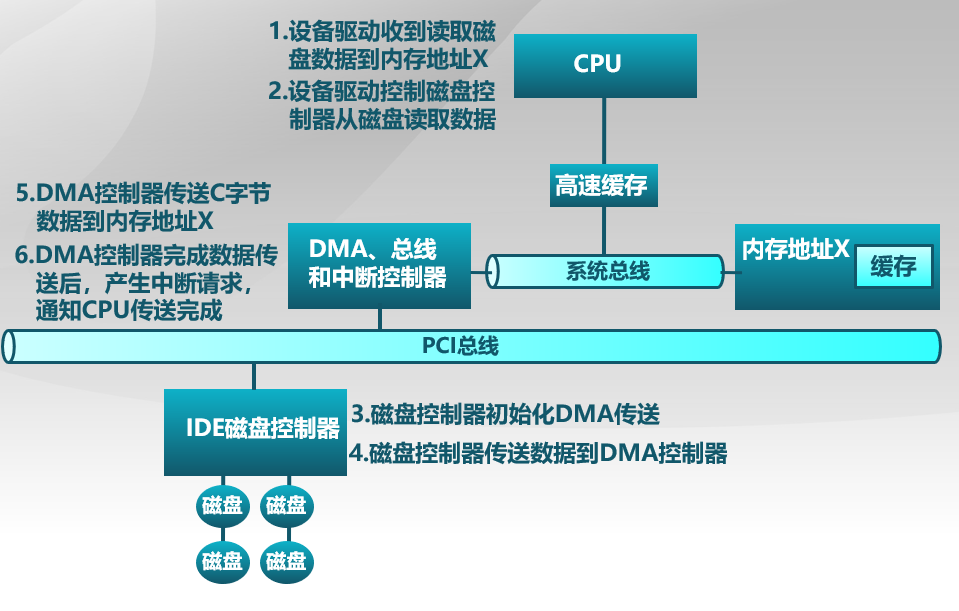 1.设备驱动收到读取磁
盘数据到内存地址X
2.设备驱动控制磁盘控
制器从磁盘读取数据
CPU
高速缓存
5.DMA控制器传送C字节
数据到内存地址X
6.DMA控制器完成数据传
送后，产生中断请求，
通知CPU传送完成
DMA、总线
和中断控制器
系统总线
内存地址X
缓存
PCI总线
IDE磁盘控制器
3.磁盘控制器初始化DMA传送
4.磁盘控制器传送数据到DMA控制器
磁盘
磁盘
磁盘
磁盘